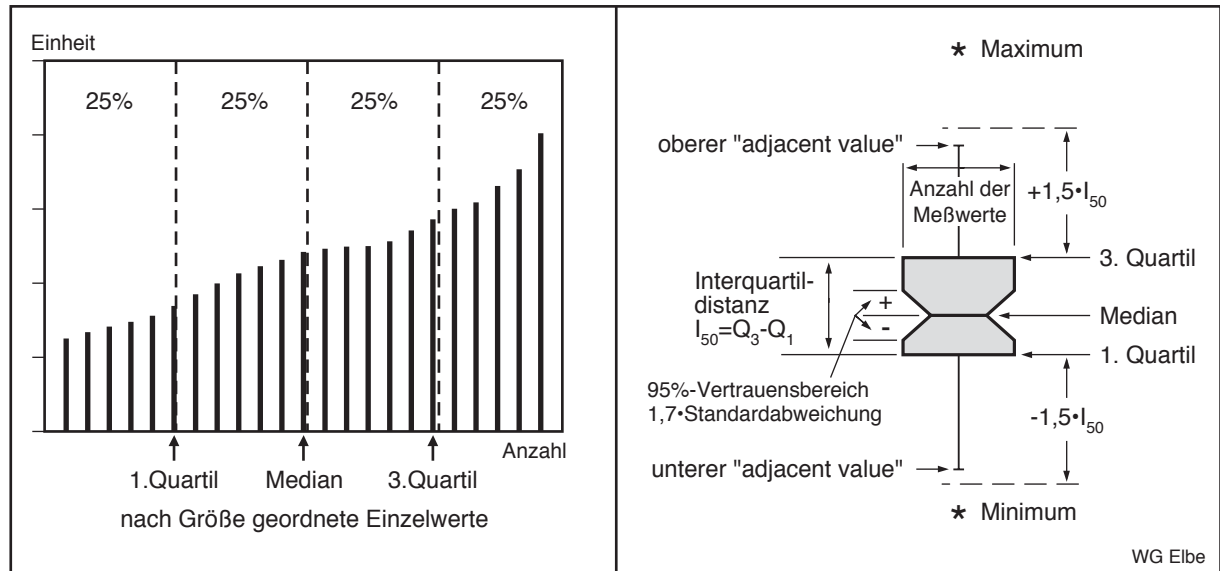 Einheit
25% 25% 25% 25%
Anzahl
1.Quartil Median 3.Quartil
nach Größe geordnete Einzelwerte
* Maximum
oberer "adjacent value"
Anzahl der
Meßwerte
+1,5•I50
3. Quartil
Interquartil-
distanz
I50=Q3-Q1
+
-
Median
1. Quartil
95%-Vertrauensbereich
1,7•Standardabweichung
-1,5•I50
unterer "adjacent value"
* Minimum
WG Elbe